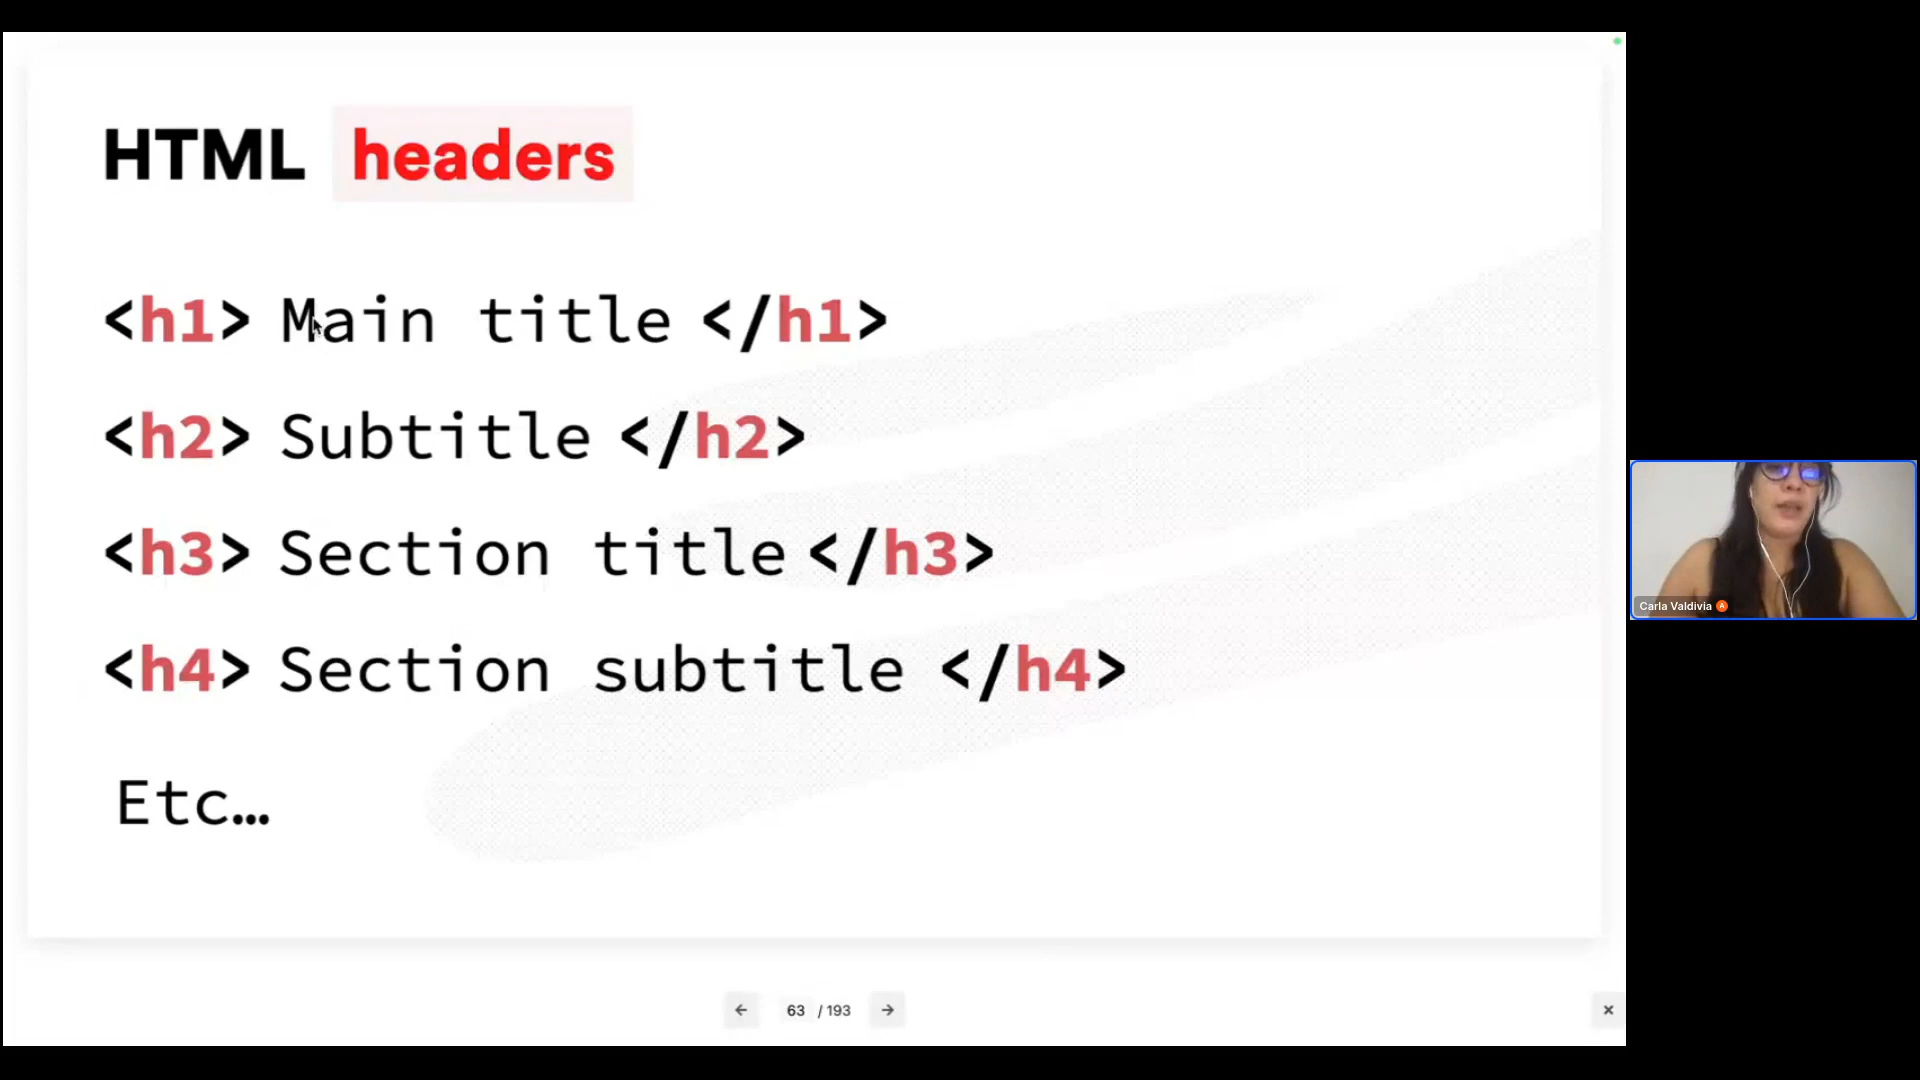 HTML headers
<h1> Main title </h1>
<h2> Subtitle </h2>
<h3> Section title </h3>
<h4> Section subtitle </h4>
Etc…
Carla Valdivia A
← 63 / 193 → ×